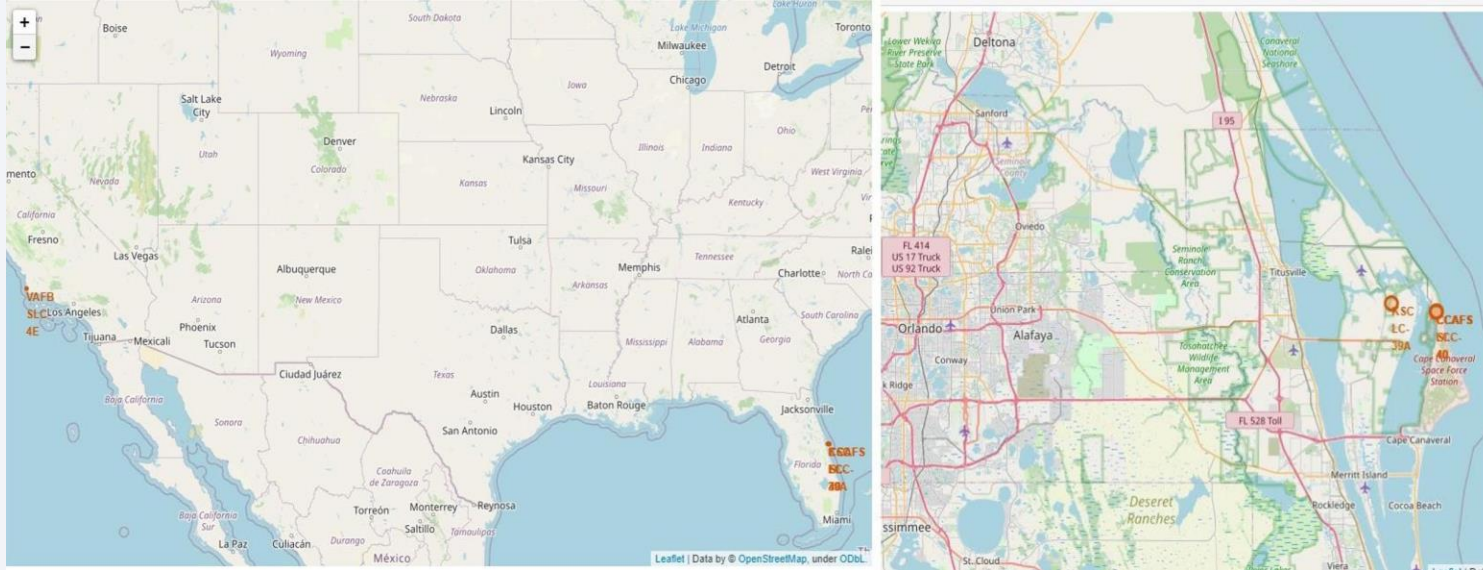 +
−
Boise
South Dakota
Wyoming
Lake Michigan
Milwaukee
Lake Huron
Toronto
Chicago
Detroit
Iowa
Salt Lake
City
Nebraska
Lincoln
Utah
Denver
Colorado
Illinois
Indiana
Ohio
mento
Nevada
Kansas
Kansas City
Missouri
West Virginia
California
Kentucky
Fresno
Las Vegas
Tulsa
Tennessee
Ralei
Albuquerque
Oklahoma
Memphis
Charlotte
North Ca
VAFB
SLC-
4E
Los Angeles
Arizona
New Mexico
Arkansas
Phoenix
Tucson
Tijuana
Mexicali
Dallas
Atlanta
South Carolina
Mississippi
Alabama
Georgia
Ciudad Juárez
Texas
Louisiana
Baja California
Austin
Houston
Baton Rouge
Jacksonville
Sonora
Chihuahua
San Antonio
Florida
Coahuila
de Zaragoza
Torreón
Monterrey
Reynosa
Saltillo
Miami
Baja California
Sur
La Paz
Culiacán
Durango
Tamaulipas
México
Leaflet | Data by © OpenStreetMap, under ODbL.
Lower Wekiva
River Preserve
State Park
Deltona
Canaveral
National
Seashore
Sanford
I 95
Seminole
County
FL 414
US 17 Truck
US 92 Truck
Oviedo
Seminole
Ranch
Conservation
Area
Titusville
Union Park
Orlando
Alafaya
KSC
LC-
39A
CCAFS
SLC-
40
Conway
Tosohatchee
Wildlife
Management
Area
Cape Canaveral
Space Force
Station
k Ridge
FL 528 Toll
Cape Canaveral
Merritt Island
Deseret
Ranches
Rockledge
Cocoa Beach
ssimmee
St. Cloud
Viera